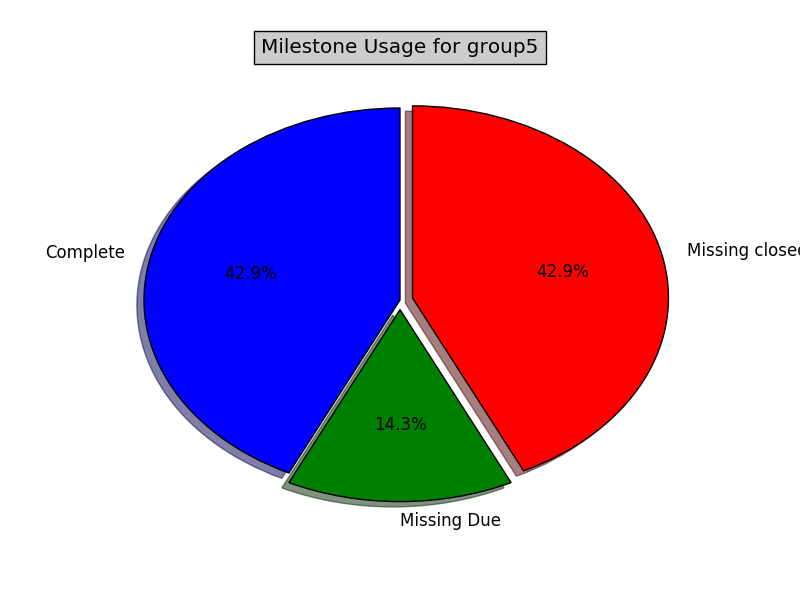 Milestone Usage for group5
Complete
42.9%
42.9%
Missing closed
14.3%
Missing Due